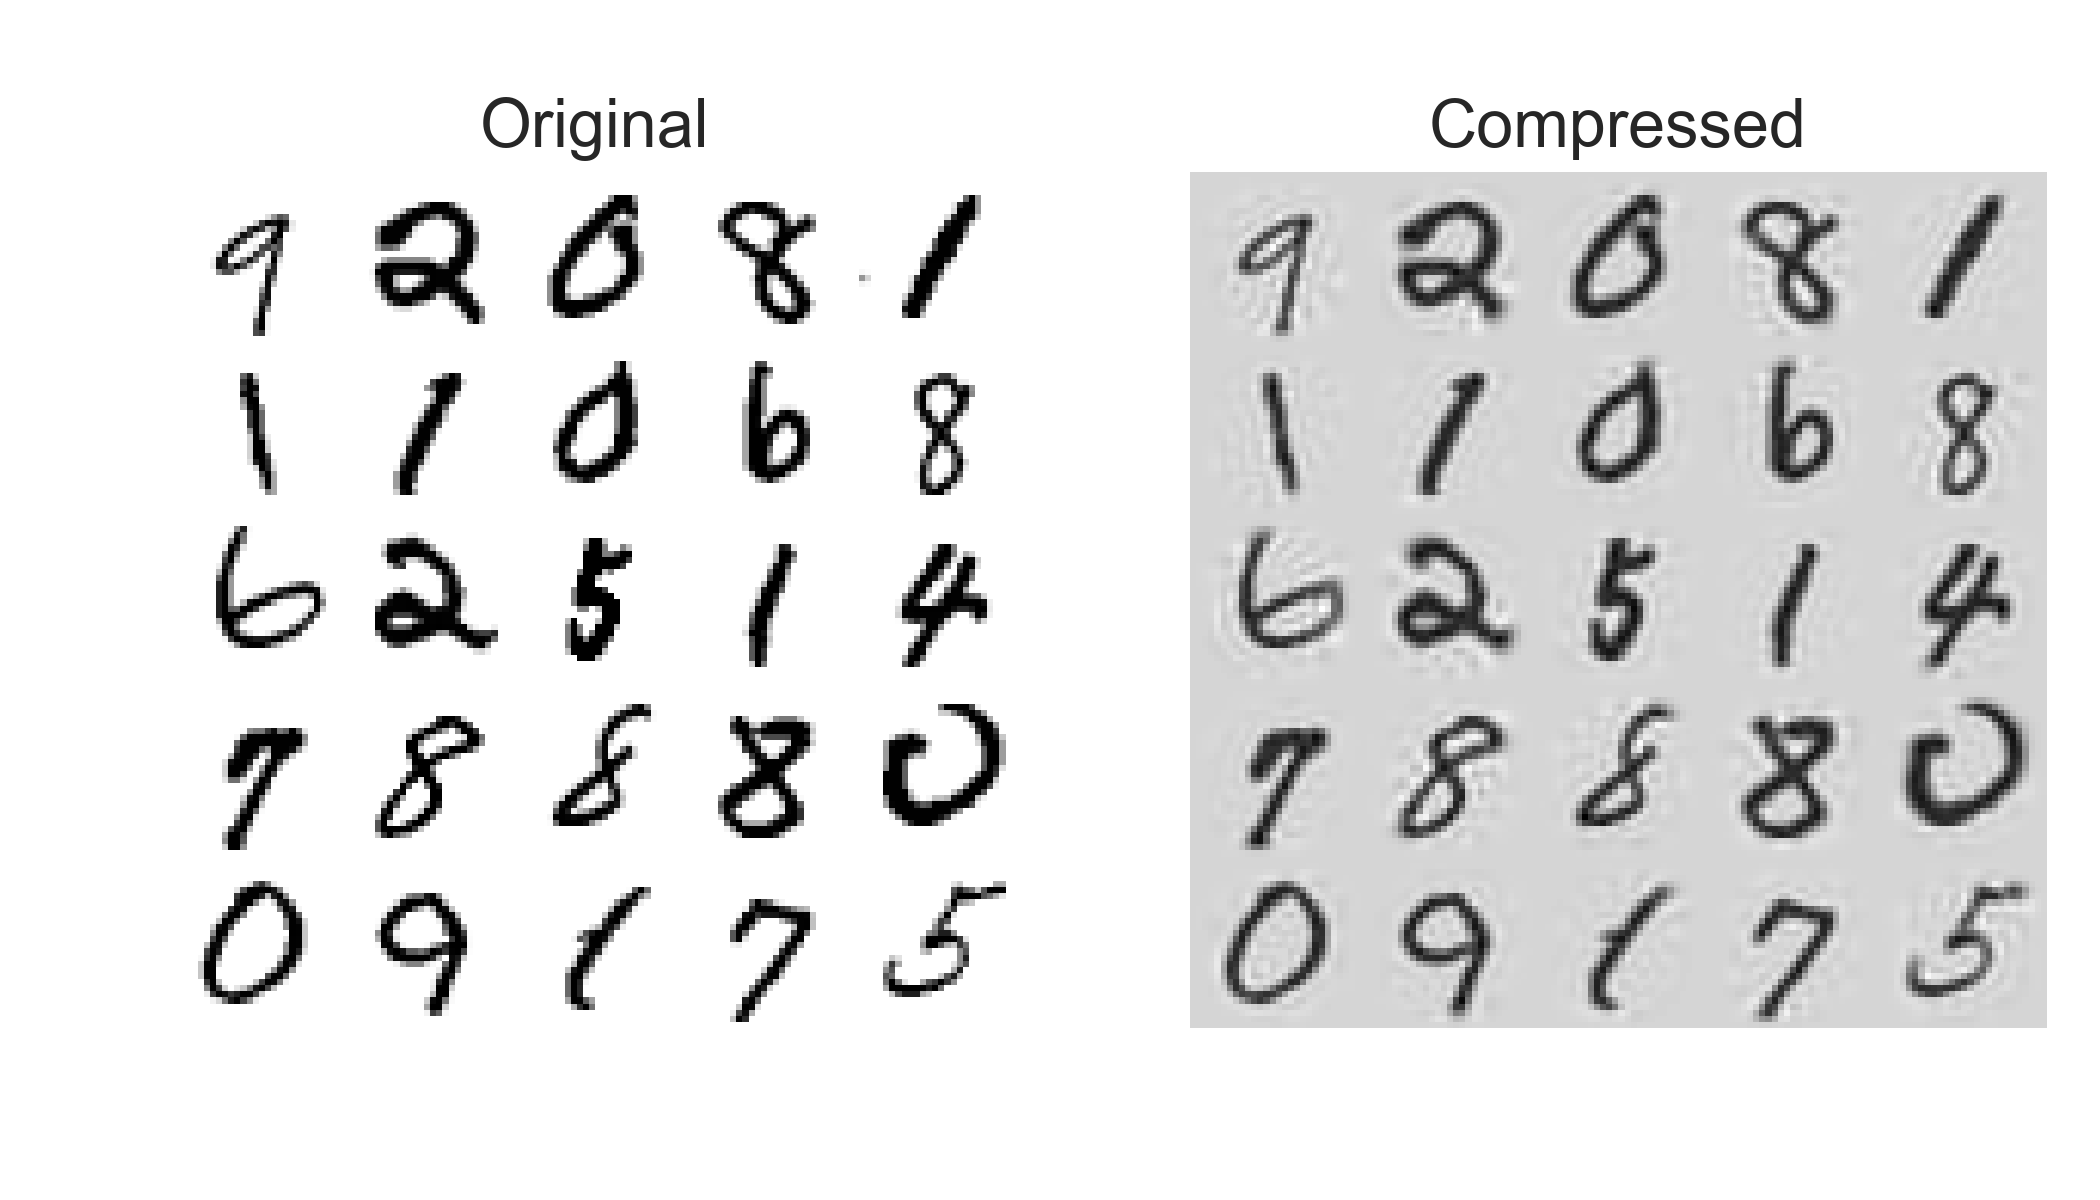 Original Compressed
9 2 0 8 1 9 2 0 8 1
1 1 0 6 8 1 1 0 6 8
6 2 5 1 4 6 2 5 1 4
7 8 8 8 0 7 8 8 8 0
0 9 1 7 5 0 9 1 7 5